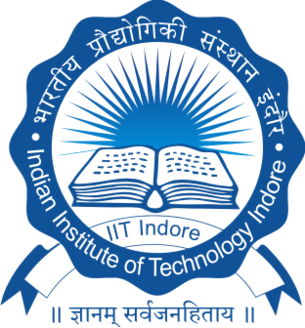 भारतीय प्रौद्योगिकी संस्थान इंदौर
Indian Institute of Technology Indore
IIT Indore
॥ ज्ञानम् सर्वजनहिताय ॥